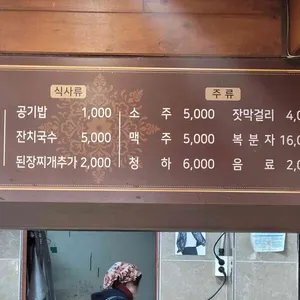 식사류
공기밥 1,000
잔치국수 5,000
된장찌개추가 2,000
주 류
소 주 5,000
맥 주 5,000
청 하 6,000
잣막걸리
복 분 자
음 료